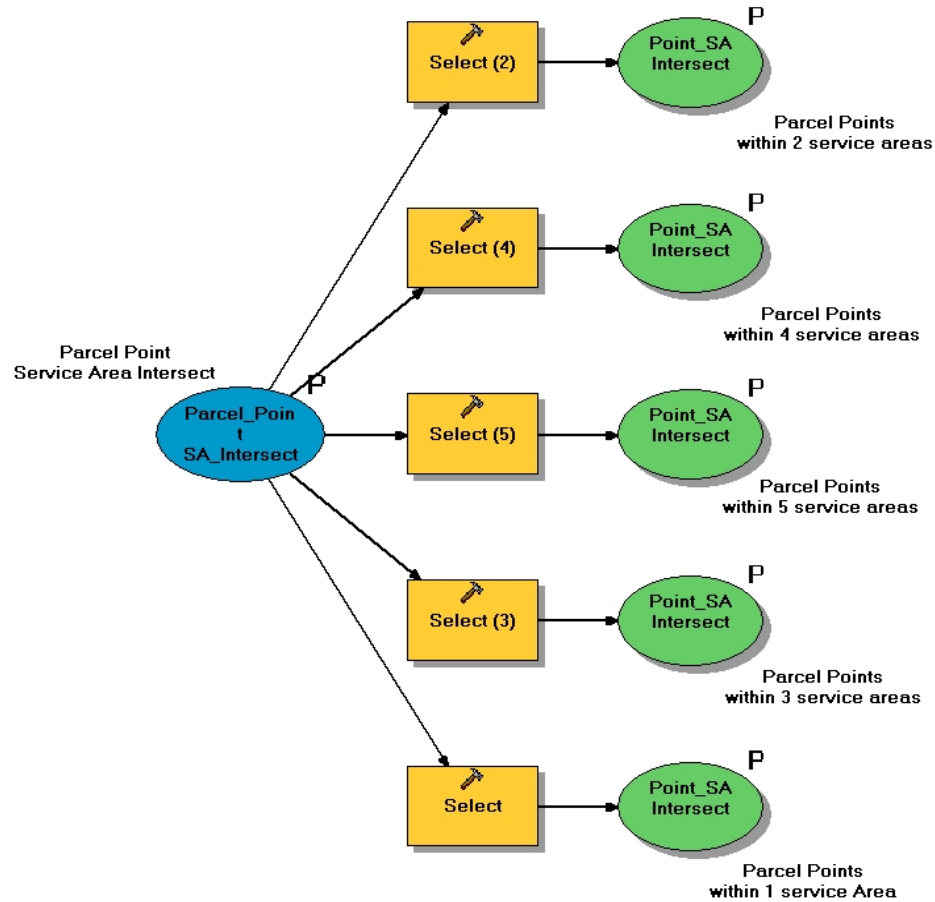 P
Select (2)
Point_SA
Intersect
Parcel Points
within 2 service areas
P
Select (4)
Point_SA
Intersect
Parcel Points
within 4 service areas
Parcel Point
Service Area Intersect
P
Parcel_Poin
t
SA_Intersect
P
Select (5)
Point_SA
Intersect
Parcel Points
within 5 service areas
P
Select (3)
Point_SA
Intersect
Parcel Points
within 3 service areas
P
Select
Point_SA
Intersect
Parcel Points
within 1 service Area